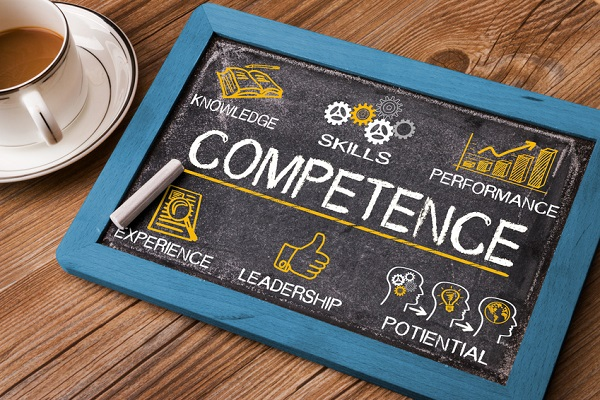 KNOWLEDGE
SKILLS
PERFORMANCE
COMPETENCE
EXPERIENCE
LEADERSHIP
POTENTIAL